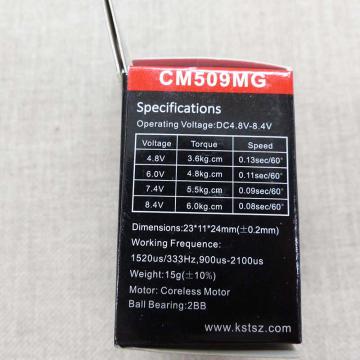 CM509MG
Specifications
Operating Voltage:DC4.8V-8.4V
Voltage Torque Speed
4.8V 3.6kg.cm 0.13sec/60°
6.0V 4.8kg.cm 0.11sec/60°
7.4V 5.5kg.cm 0.09sec/60°
8.4V 6.0kg.cm 0.08sec/60°
Dimensions:23*11*24mm(±0.2mm)
Working Frequency:
1520us/333Hz,900us-2100us
Weight:15g(±10%)
Motor: Coreless Motor
Ball Bearing:2BB
www.kstsz.com